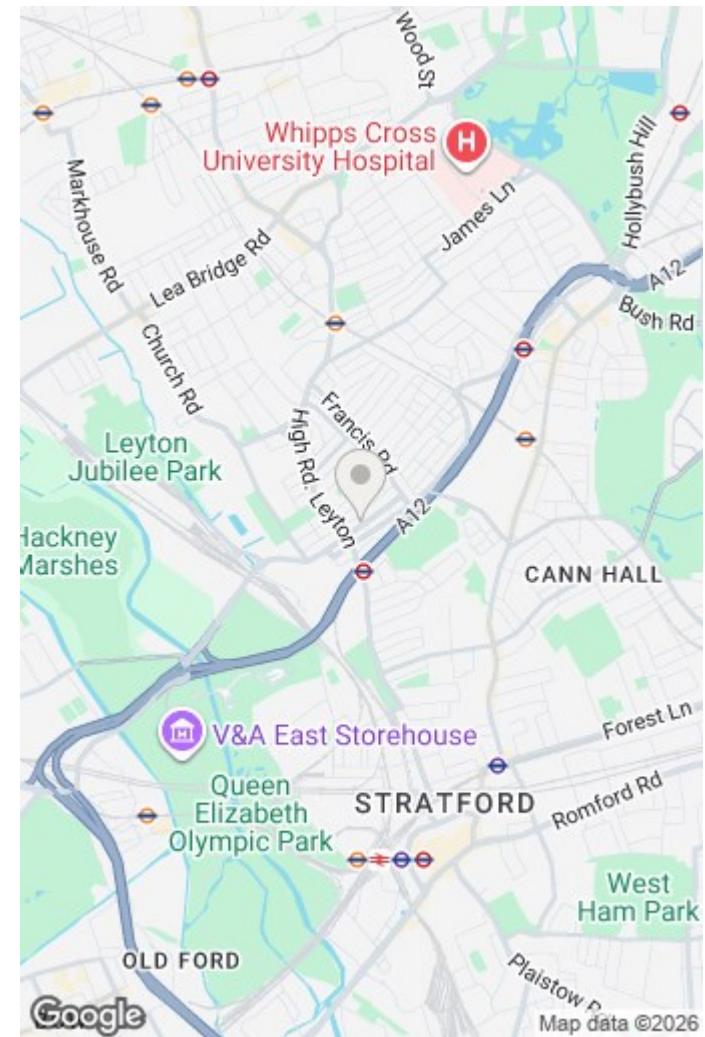 Wood St
Whipps Cross
University Hospital
H
Hollybush Hill
Markhouse Rd
James Ln
Lea Bridge Rd
A12
Bush Rd
Church Rd
Francis Rd
High Rd. Leyton
Leyton
Jubilee Park
A12
Hackney
Marshes
CANN HALL
V&A East Storehouse
Forest Ln
Queen
Elizabeth
Olympic Park
STRATFORD
Romford Rd
West
Ham Park
OLD FORD
Plaistow
Google
Map data ©2026